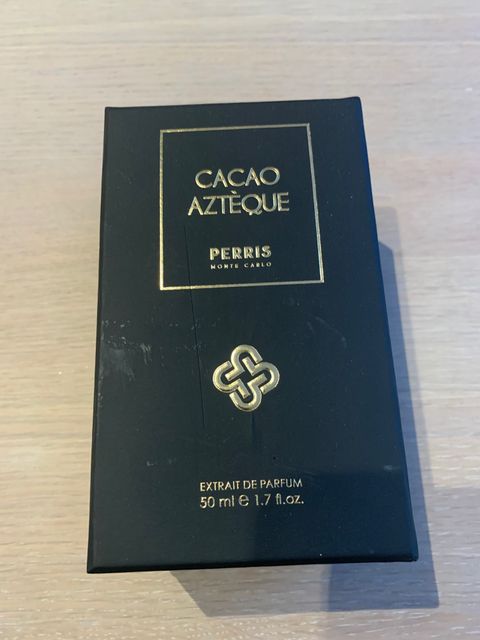 CACAO
AZTÈQUE
PERRIS
MONTE CARLO
EXTRAIT DE PARFUM
50 ml e 1.7 fl.oz.